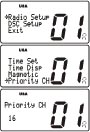 USA
*Radio Setup
DSC Setup
Exit
01
USA
Time Set
Time Disp
Magnetic
*Priority CH
01
USA
Priority CH
16
01